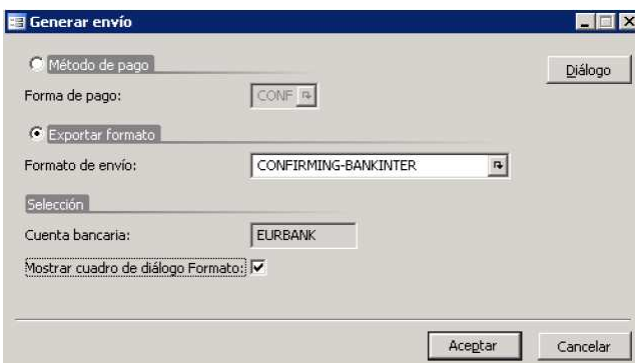 Generar envío
Método de pago
Diálogo
Forma de pago: CONF
Exportar formato
Formato de envío: CONFIRMING-BANKINTER
Selección
Cuenta bancaria: EURBANK
Mostrar cuadro de diálogo Formato:
Aceptar Cancelar